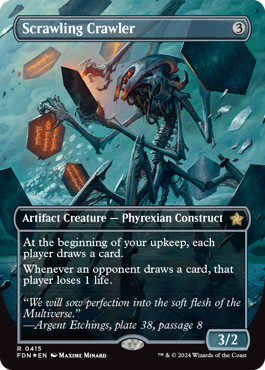 Scrawling Crawler 3
Artifact Creature — Phyrexian Construct
At the beginning of your upkeep, each
player draws a card.
Whenever an opponent draws a card, that
player loses 1 life.
“We will sow perfection into the soft flesh of the
Multiverse.”
—Argent Etchings, plate 38, passage 8
3/2
R 0415
FDN★EN MAXIME MINARD
™ & © 2024 Wizards of the Coast